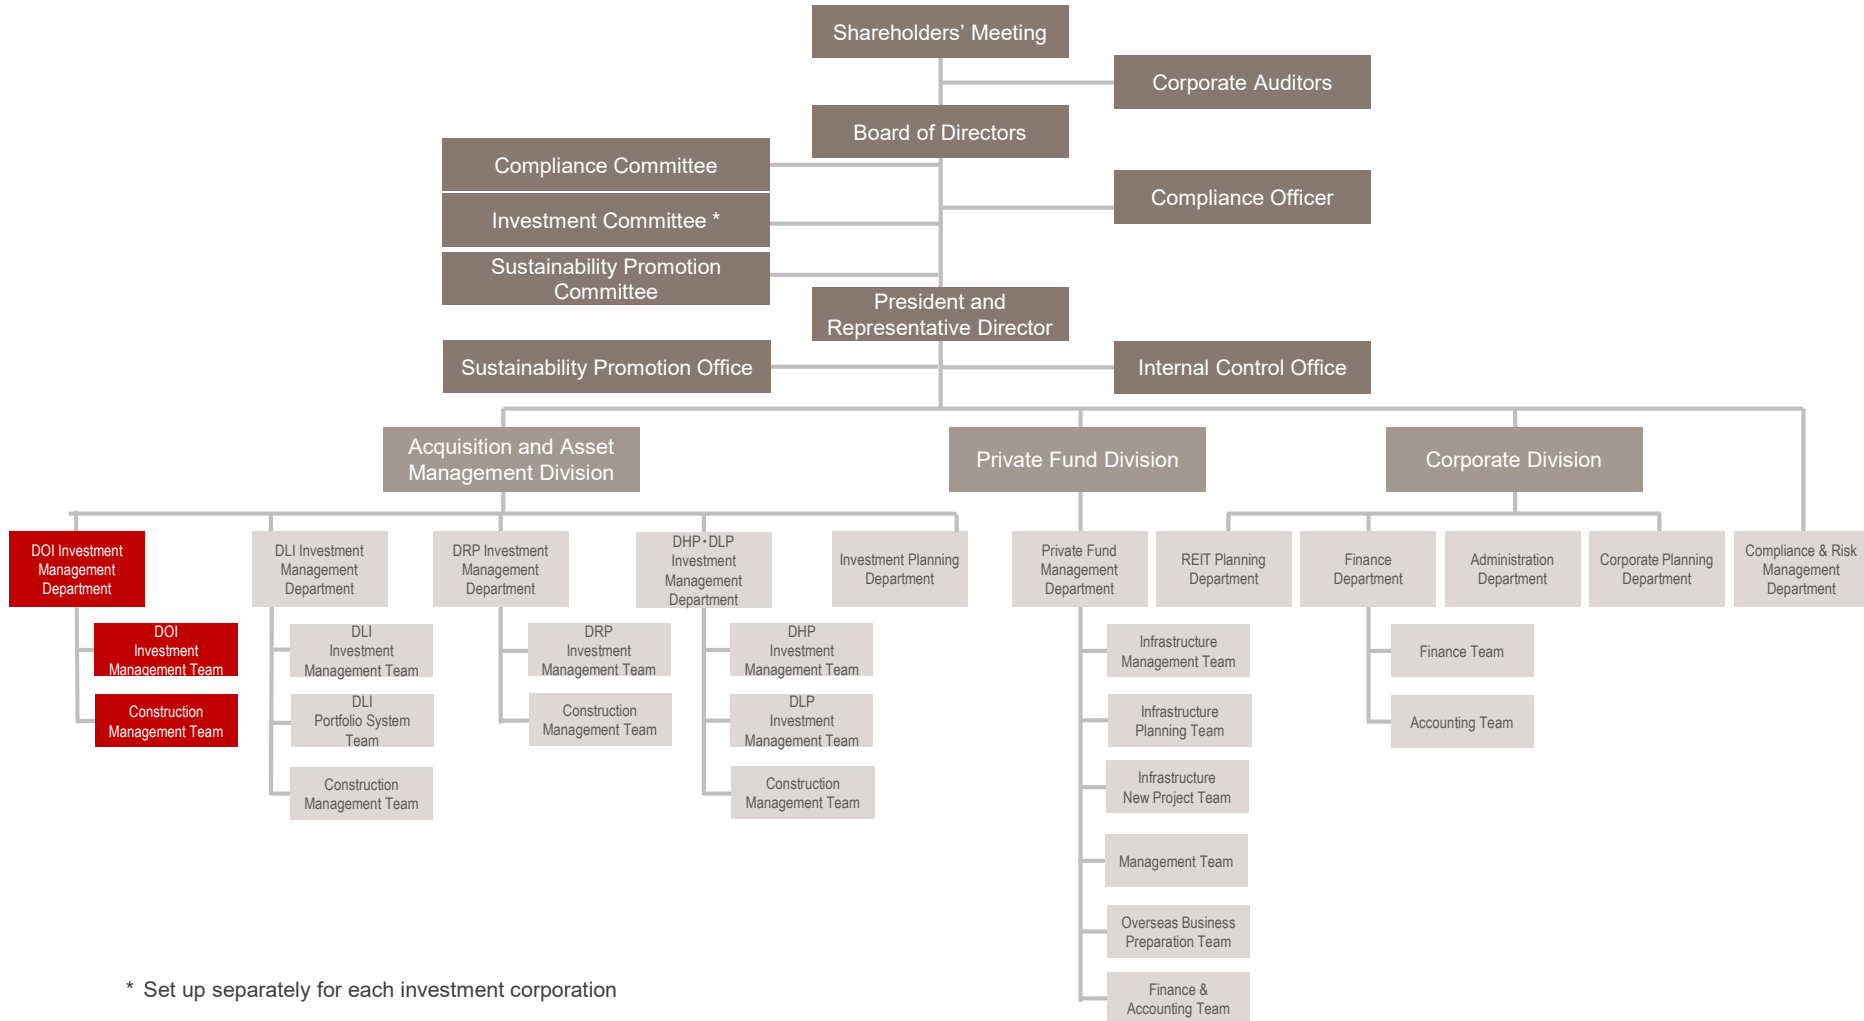 Shareholders’ Meeting
Corporate Auditors
Board of Directors
Compliance Committee
Compliance Officer
Investment Committee *
Sustainability Promotion
Committee
President and
Representative Director
Sustainability Promotion Office
Internal Control Office
Acquisition and Asset
Management Division
Private Fund Division
Corporate Division
DOI Investment
Management
Department
DLI Investment
Management
Department
DRP Investment
Management
Department
DHP・DLP
Investment
Management
Department
Investment Planning
Department
Private Fund
Management
Department
REIT Planning
Department
Finance
Department
Administration
Department
Corporate Planning
Department
Compliance & Risk
Management
Department
DOI
Investment
Management Team
Construction
Management Team
DLI
Investment
Management Team
DLI
Portfolio System
Team
Construction
Management Team
DRP
Investment
Management Team
Construction
Management Team
DHP
Investment
Management Team
DLP
Investment
Management Team
Construction
Management Team
Infrastructure
Management Team
Infrastructure
Planning Team
Infrastructure
New Project Team
Management Team
Overseas Business
Preparation Team
Finance &
Accounting Team
Finance Team
Accounting Team
* Set up separately for each investment corporation